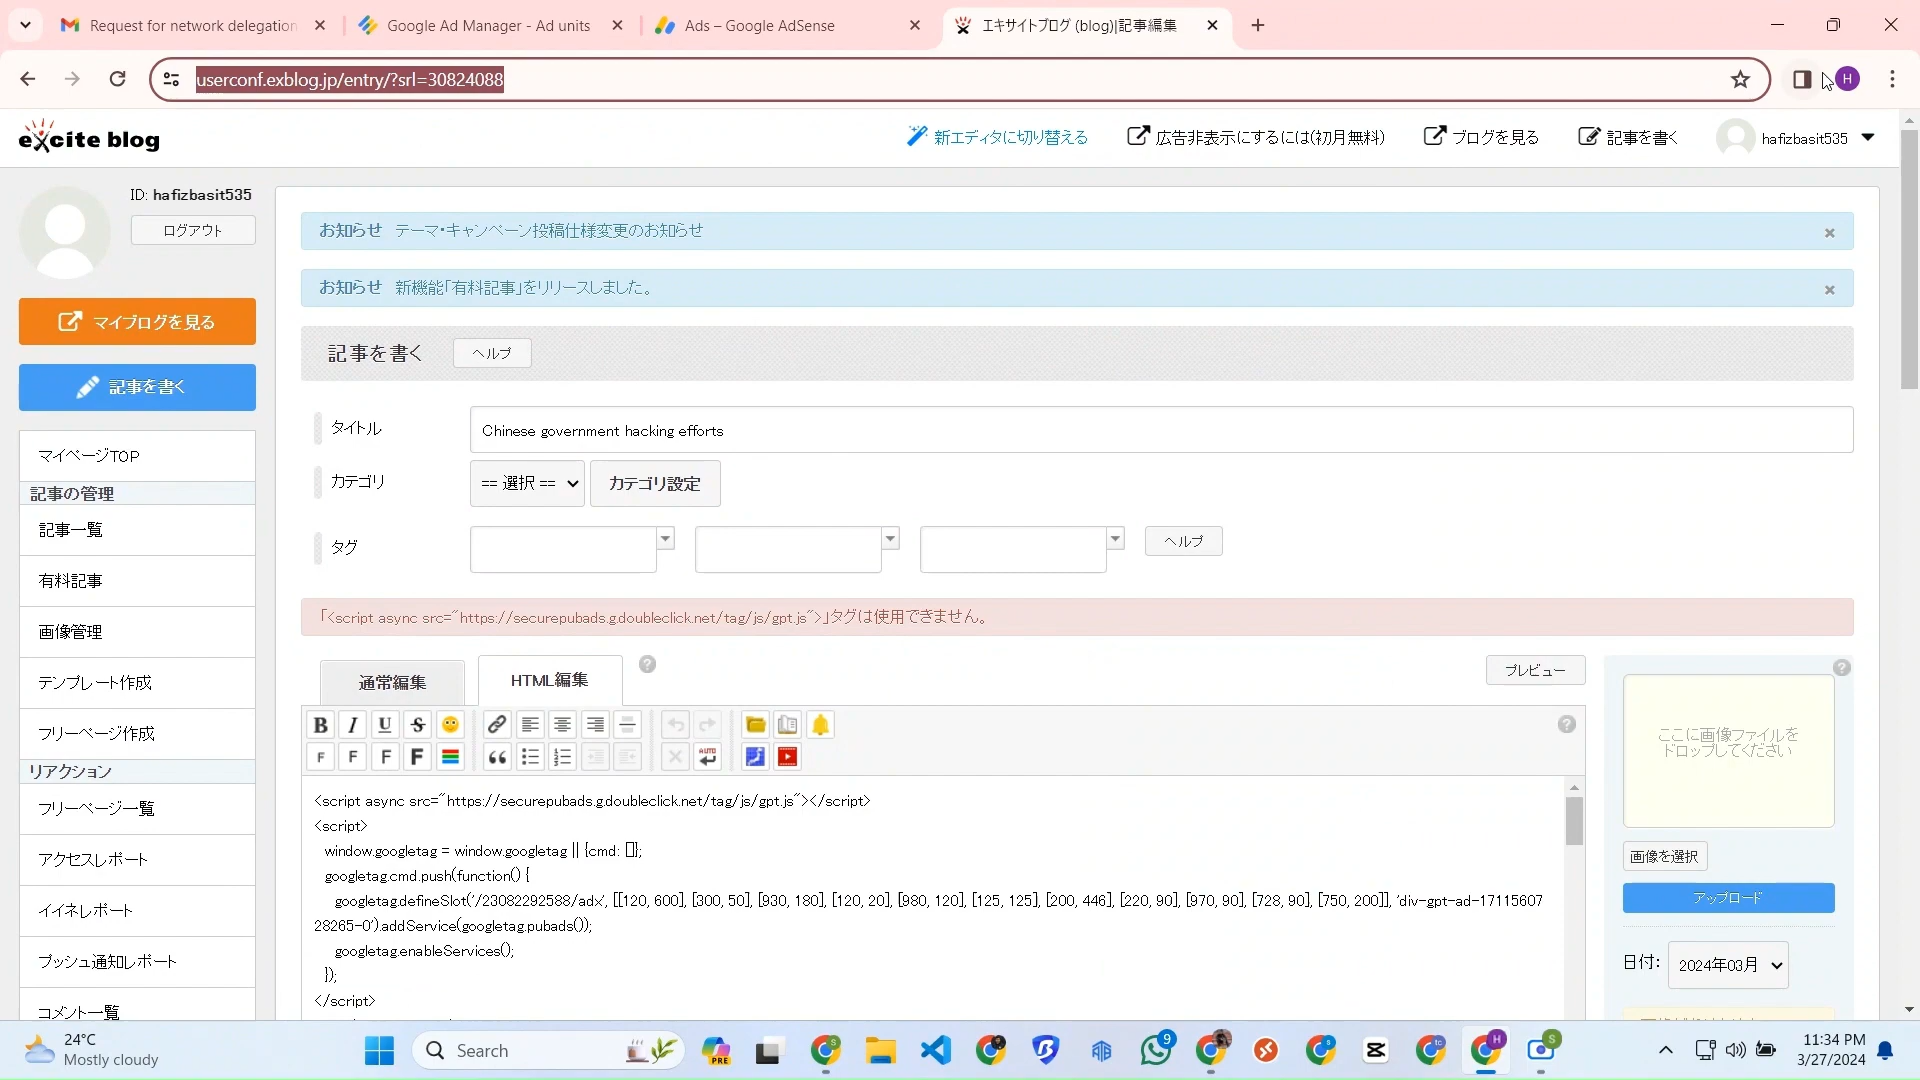 Request for network delegation
Google Ad Manager - Ad units
Ads – Google AdSense
エキサイトブログ (blog)|記事編集
userconf.exblog.jp/entry/?srl=30824088
H
excite blog
新エディタに切り替える
広告非表示にするには(初月無料)
ブログを見る
記事を書く
hafizbasit535
ID: hafizbasit535
ログアウト
マイブログを見る
記事を書く
マイページTOP
記事の管理
記事一覧
有料記事
画像管理
テンプレート作成
フリーページ作成
リアクション
フリーページ一覧
アクセスレポート
イイネレポート
プッシュ通知レポート
コメント一覧
お知らせ テーマ・キャンペーン投稿仕様変更のお知らせ
お知らせ 新機能「有料記事」をリリースしました。
記事を書く ヘルプ
タイトル Chinese government hacking efforts
カテゴリ == 選択 == カテゴリ設定
タグ ヘルプ
「<script async src="https://securepubads.g.doubleclick.net/tag/js/gpt.js">」タグは使用できません。
通常編集 HTML編集 プレビュー
B I U S
F F F F AUTO
<script async src="https://securepubads.g.doubleclick.net/tag/js/gpt.js"></script>
<script>
window.googletag = window.googletag || {cmd: []};
googletag.cmd.push(function() {
googletag.defineSlot('/23082292588/adx', [[120, 600], [300, 50], [930, 180], [120, 20], [980, 120], [125, 125], [200, 446], [220, 90], [970, 90], [728, 90], [750, 200]], 'div-gpt-ad-17115607
28265-0').addService(googletag.pubads());
googletag.enableServices();
});
</script>
ここに画像ファイルを
ドロップしてください
画像を選択
アップロード
日付: 2024年03月
24°C
Mostly cloudy
Search
PRE
9
11:34 PM
3/27/2024